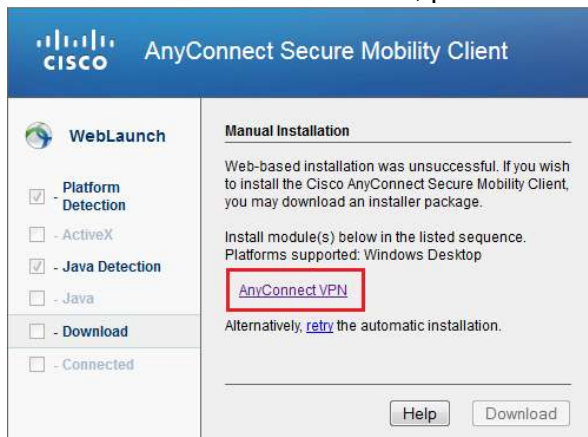 CISCO AnyConnect Secure Mobility Client
WebLaunch
- Platform
Detection
- ActiveX
- Java Detection
- Java
- Download
- Connected
Manual Installation
Web-based installation was unsuccessful. If you wish
to install the Cisco AnyConnect Secure Mobility Client,
you may download an installer package.
Install module(s) below in the listed sequence.
Platforms supported: Windows Desktop
AnyConnect VPN
Alternatively, retry the automatic installation.
Help Download